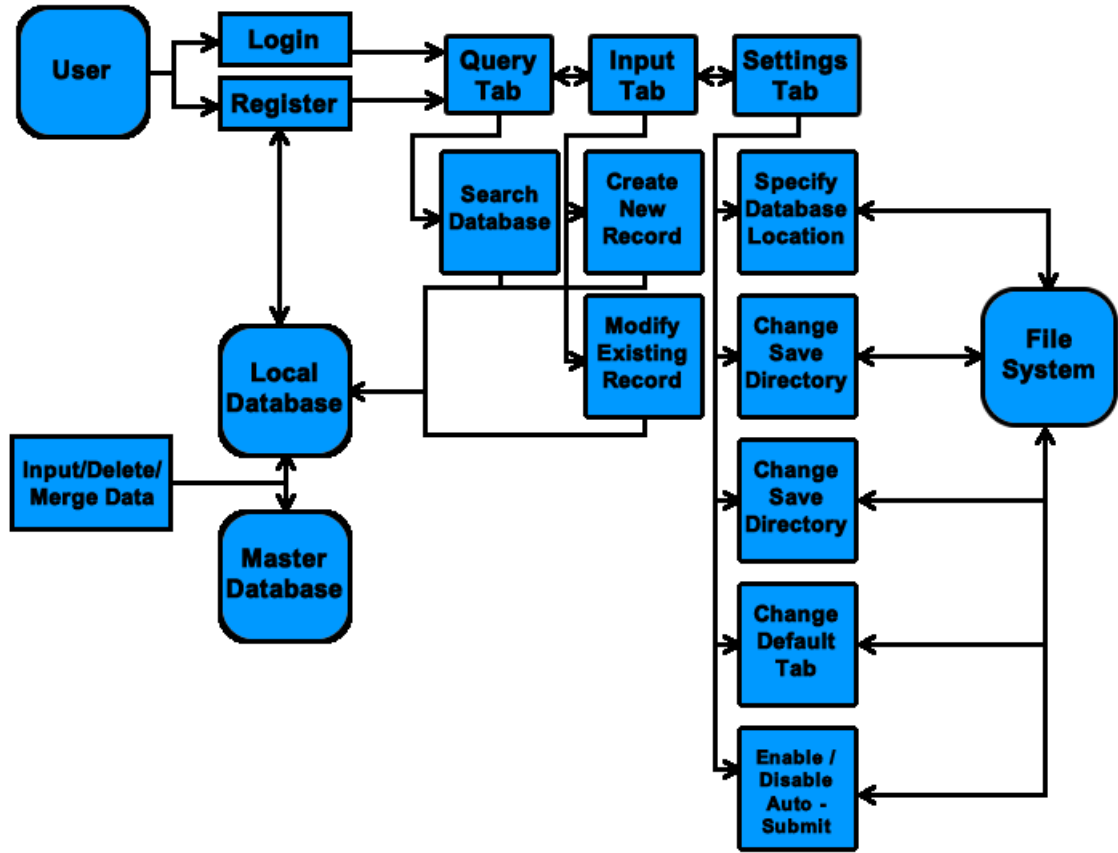 User
Login
Register
Query
Tab
Input
Tab
Settings
Tab
Search
Database
Create
New
Record
Specify
Database
Location
Modify
Existing
Record
Change
Save
Directory
File
System
Local
Database
Input/Delete/
Merge Data
Change
Save
Directory
Master
Database
Change
Default
Tab
Enable /
Disable
Auto -
Submit